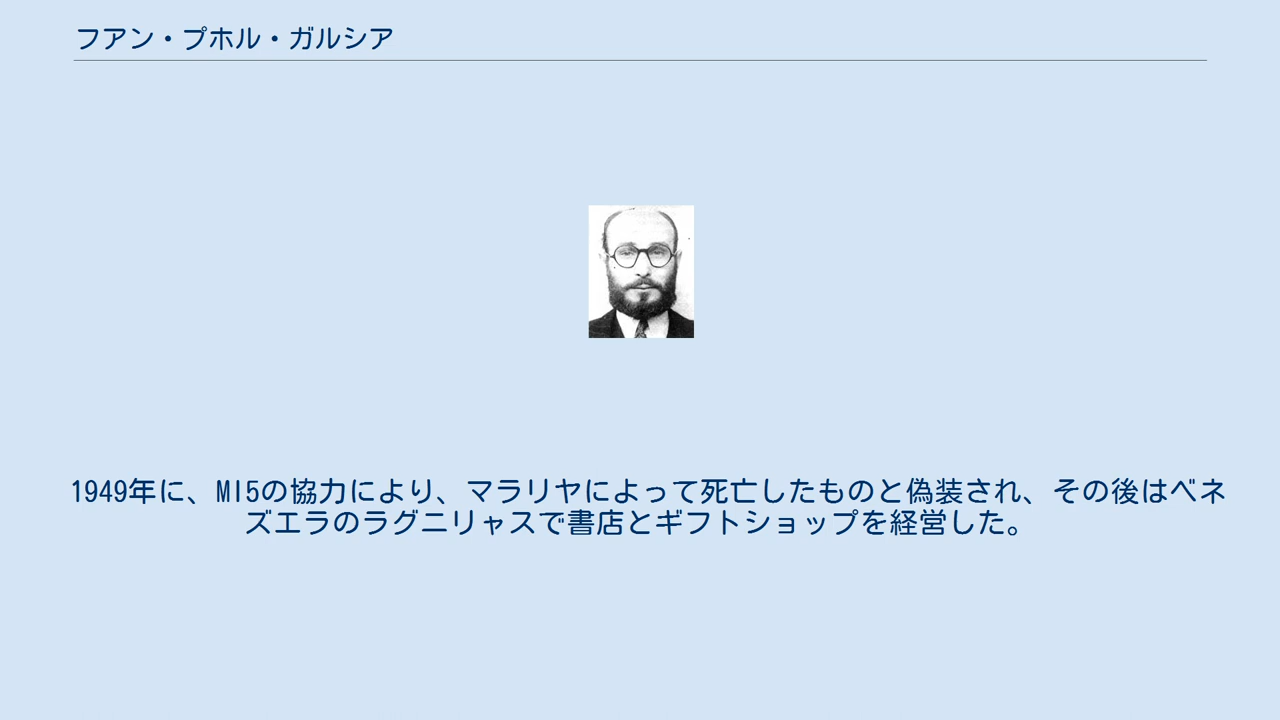 フアン・プホル・ガルシア
1949年に、MI5の協力により、マラリヤによって死亡したものと偽装され、その後はベネ
ズエラのラグニリャスで書店とギフトショップを経営した。